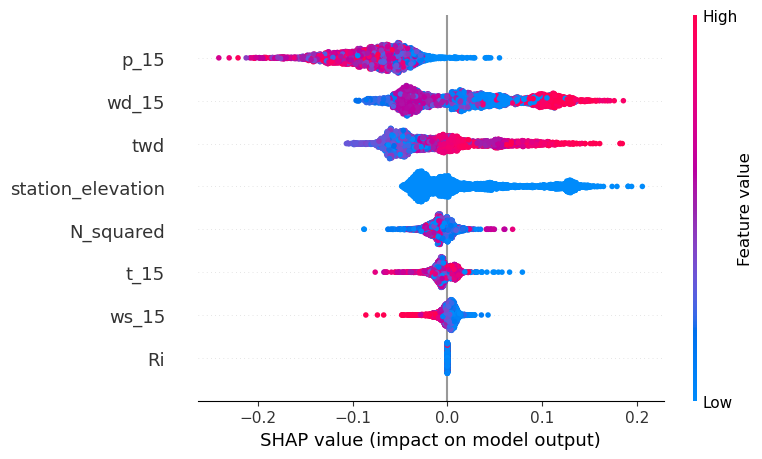 High
p_15
wd_15
twd
station_elevation
N_squared
t_15
ws_15
Ri
Feature value
Low
−0.2 −0.1 0.0 0.1 0.2
SHAP value (impact on model output)